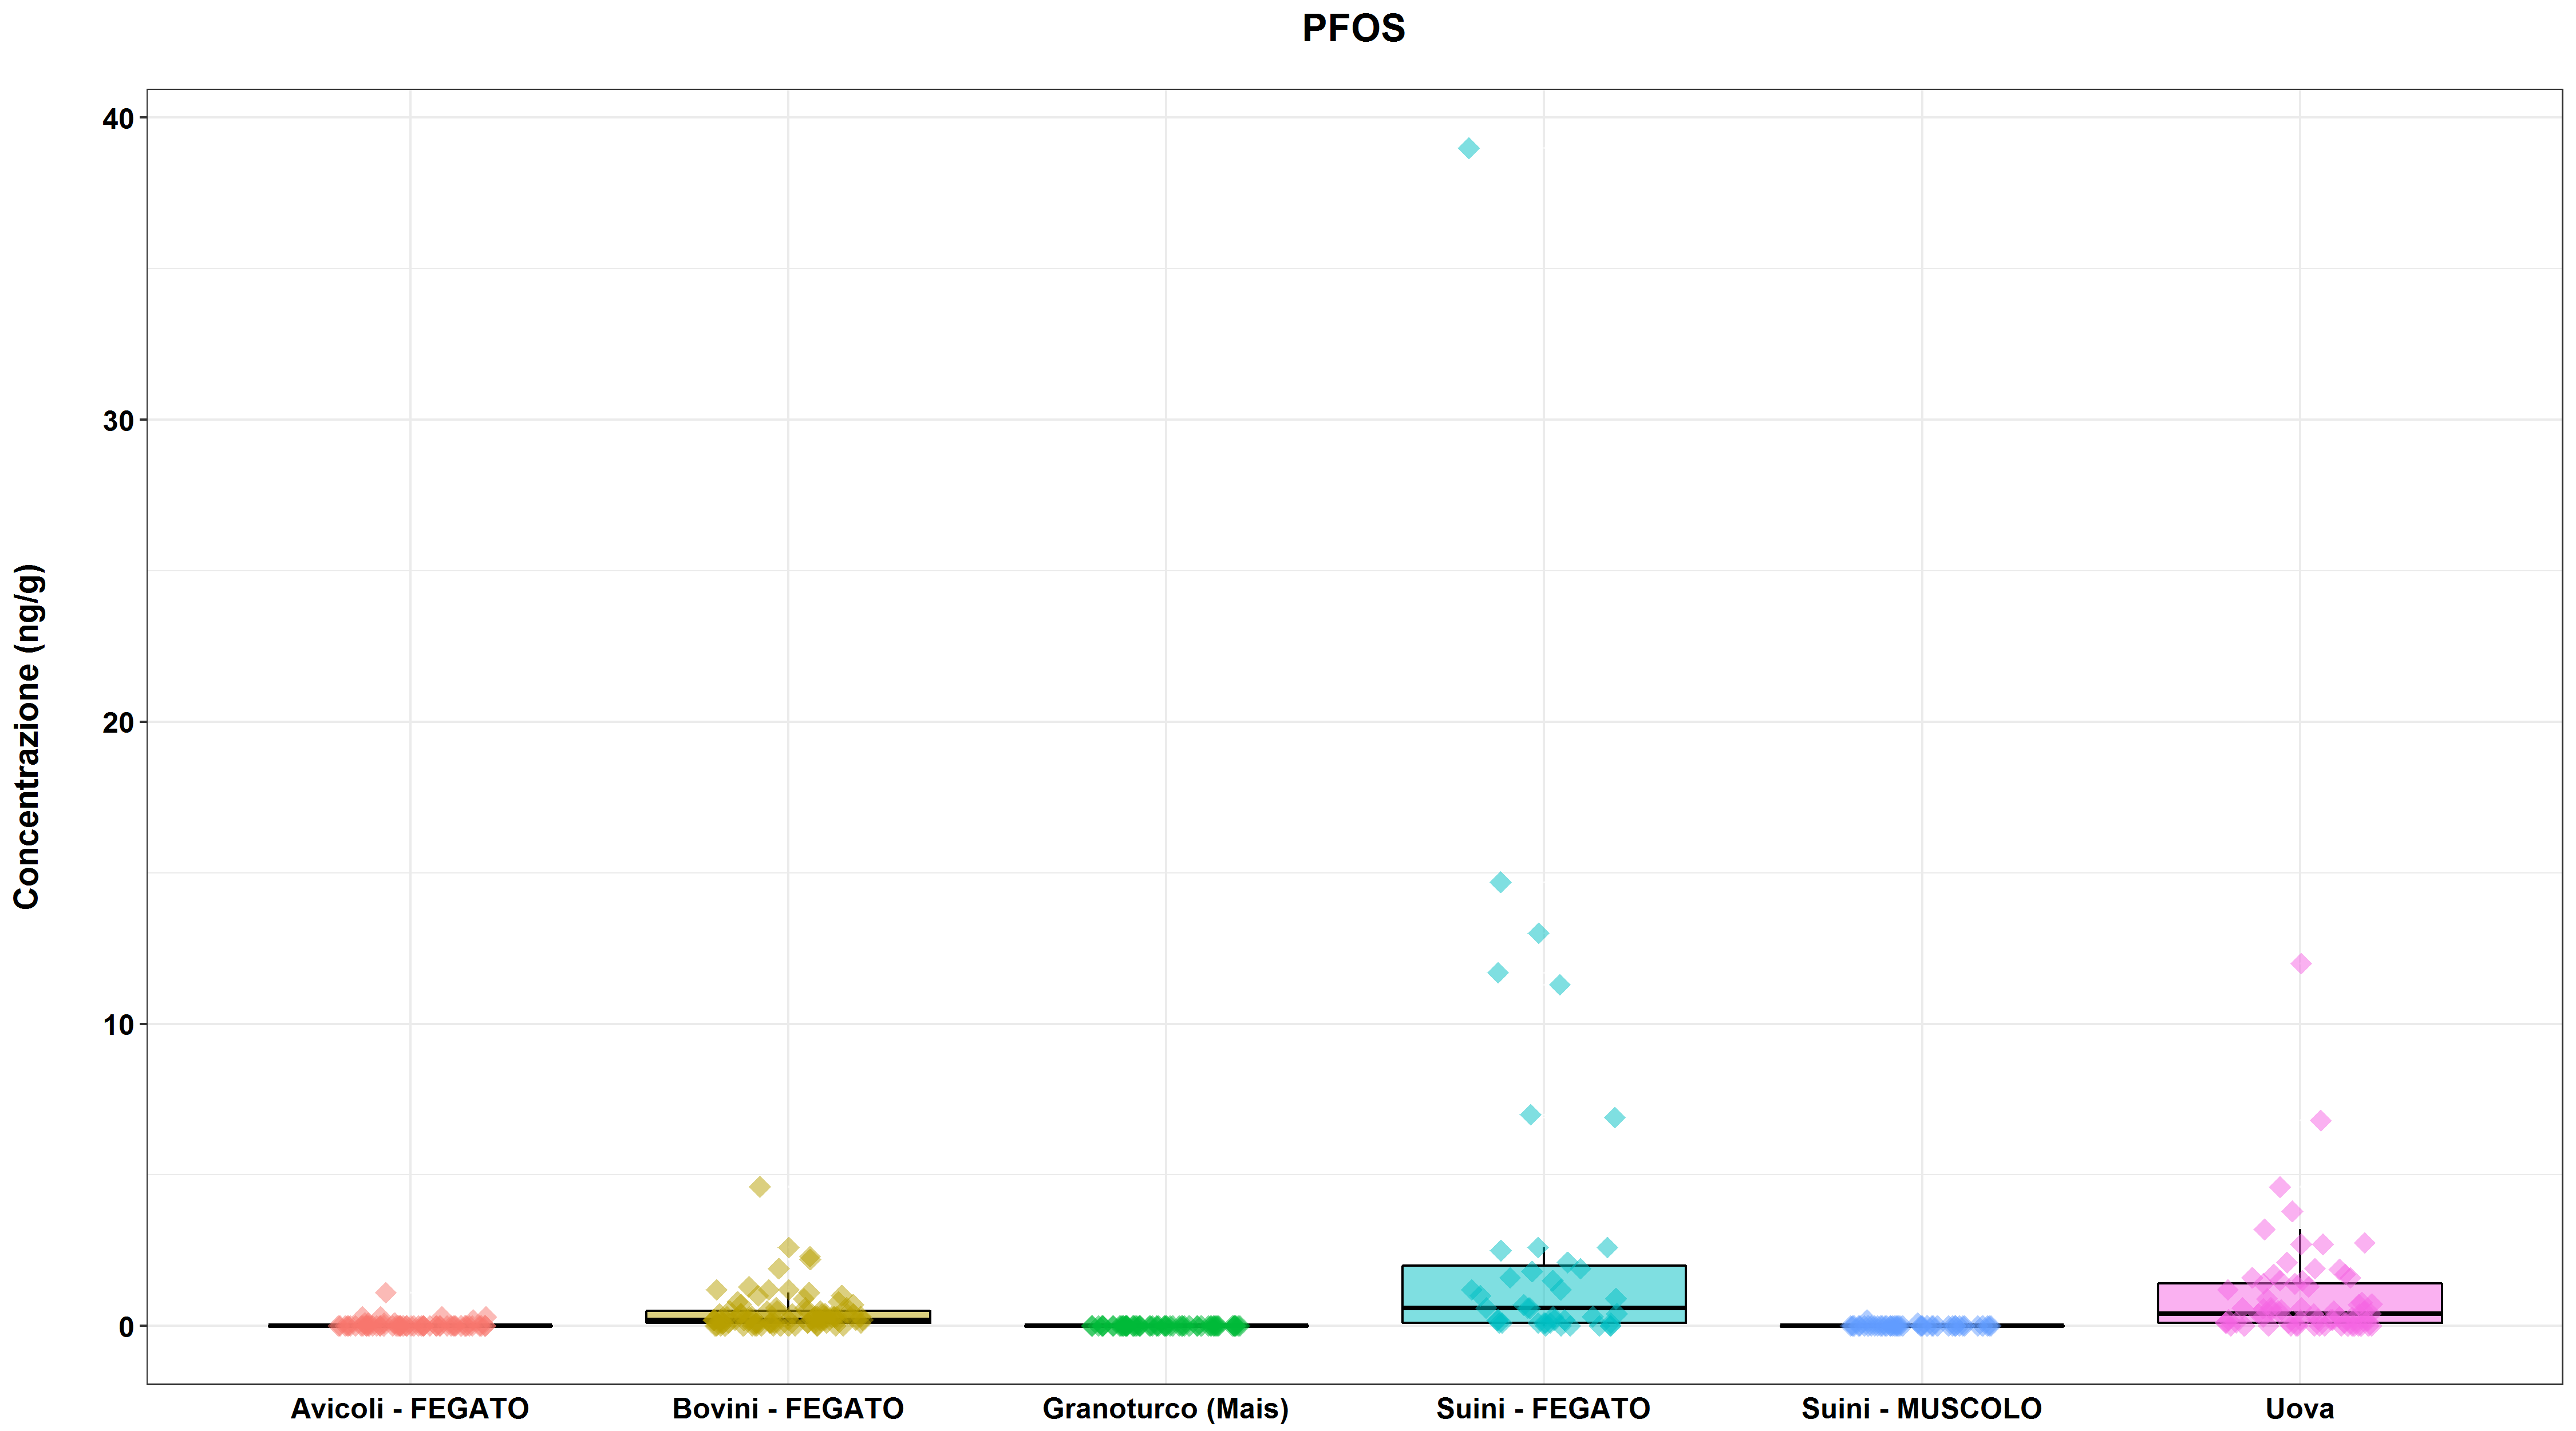 PFOS
Concentrazione (ng/g)
40
30
20
10
0
Avicoli - FEGATO
Bovini - FEGATO
Granoturco (Mais)
Suini - FEGATO
Suini - MUSCOLO
Uova